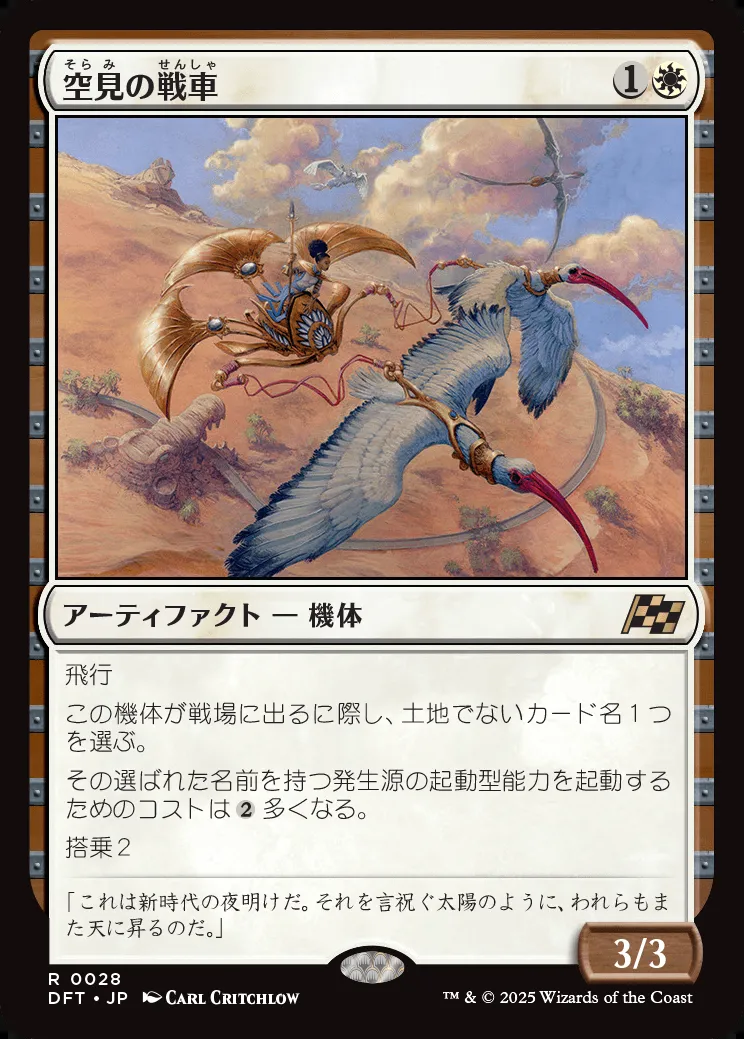 そらみ せんしゃ
空見の戦車 1
アーティファクト — 機体
飛行
この機体が戦場に出るに際し、土地でないカード名１つ
を選ぶ。
その選ばれた名前を持つ発生源の起動型能力を起動する
ためのコストは 2 多くなる。
搭乗２
「これは新時代の夜明けだ。それを言祝ぐ太陽のように、われらもま
た天に昇るのだ。」
3/3
R 0028
DFT • JP CARL CRITCHLOW
™ & © 2025 Wizards of the Coast